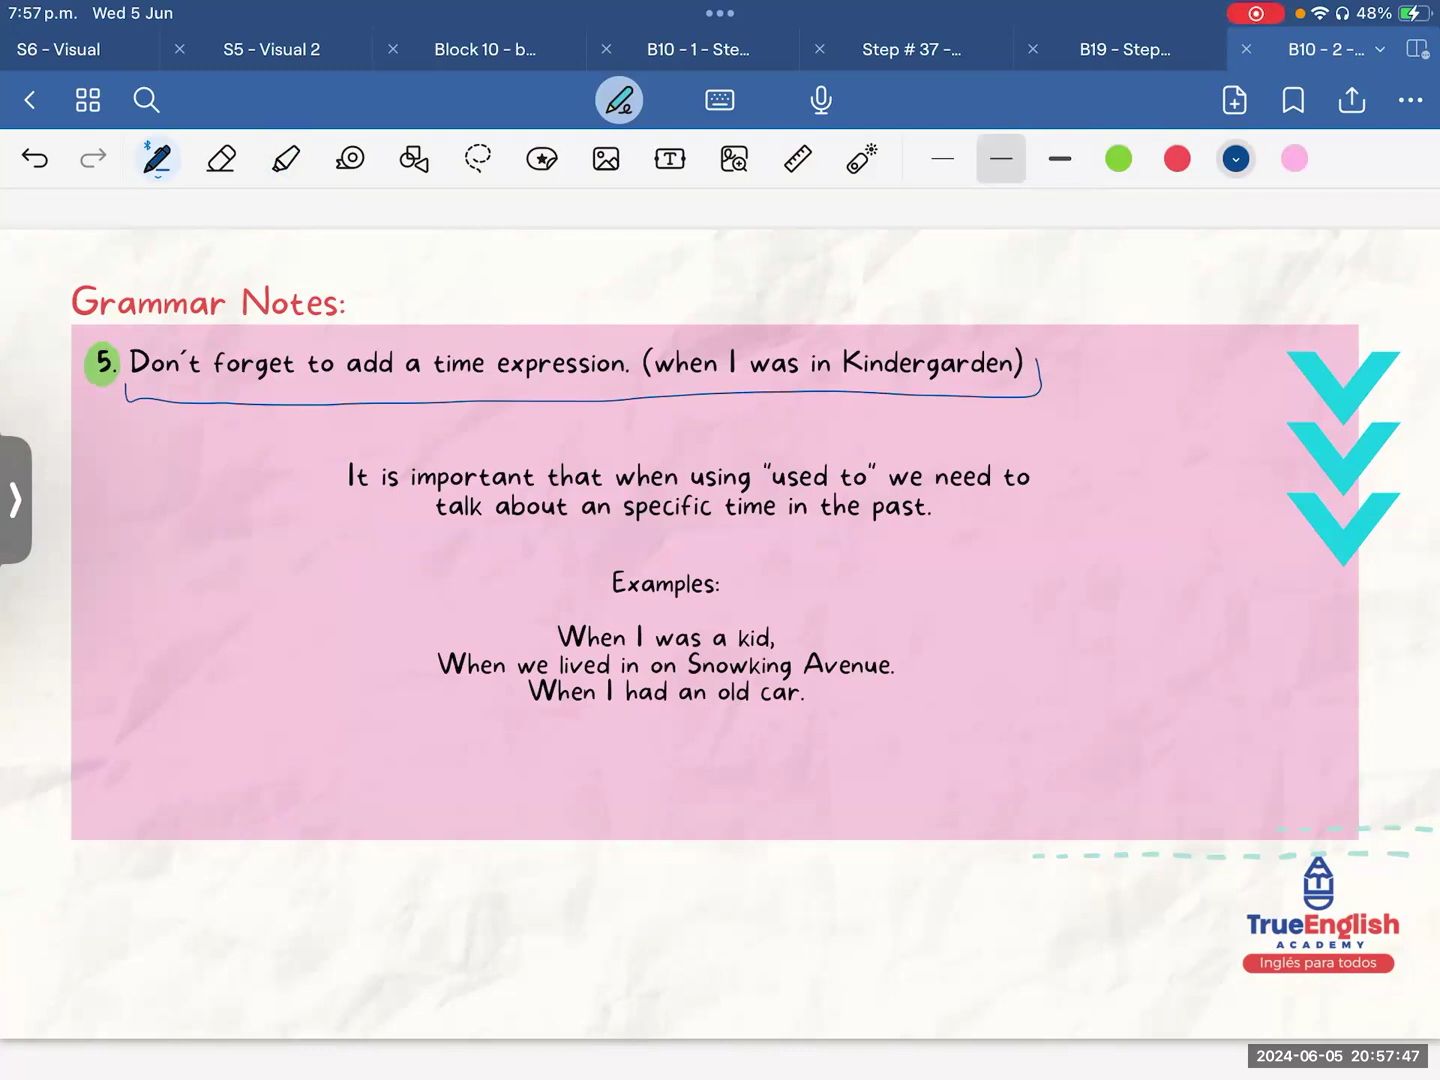 7:57 p.m. Wed 5 Jun
48%
S6 - Visual
S5 - Visual 2
Block 10 - b...
B10 - 1 - Ste...
Step # 37 -...
B19 - Step...
B10 - 2 -...
Grammar Notes:
5. Don´t forget to add a time expression. (when I was in Kindergarden)
It is important that when using "used to" we need to
talk about an specific time in the past.
Examples:
When I was a kid,
When we lived in on Snowking Avenue.
When I had an old car.
TrueEnglish
ACADEMY
Inglés para todos
2024-06-05 20:57:47